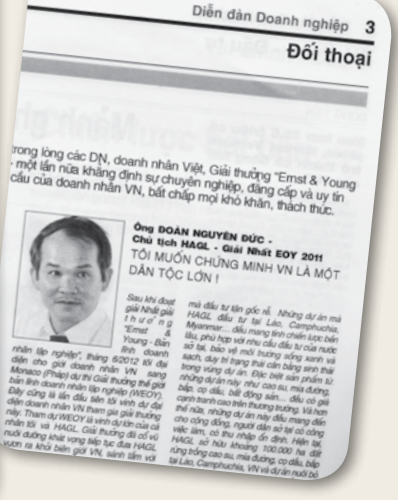 Diễn đàn Doanh nghiệp 3
Đối thoại
trong lòng các DN, doanh nhân Việt, Giải thưởng “Ernst & Young
- một lần nữa khẳng định sự chuyên nghiệp, đẳng cấp và uy tín
cầu của doanh nhân VN, bất chấp mọi khó khăn, thách thức.
Ông ĐOÀN NGUYÊN ĐỨC -
Chủ tịch HAGL - Giải Nhất EOY 2011
TÔI MUỐN CHỨNG MINH VN LÀ MỘT
DÂN TỘC LỚN !
Sau khi đoạt
giải Nhất giải
thưởng
“Ernst &
Young - Bản
lĩnh doanh
nhân lập nghiệp”, tháng 6/2012 tôi đại
diện cho giới doanh nhân VN sang
Monaco (Pháp) dự thi Giải thưởng thế giới
bản lĩnh doanh nhân lập nghiệp (WEOY).
Đây cũng là lần đầu tiên tôi vinh dự đại
diện doanh nhân VN tham gia giải thưởng
này. Tham dự WEOY là vinh dự lớn của cá
nhân tôi và HAGL. Giải thưởng đã cổ vũ
nuôi dưỡng khát vọng tiếp tục đưa HAGL
vươn ra khỏi biên giới VN, sánh tầm với
mà đầu tư tận gốc rễ. Những dự án mà
HAGL đầu tư tại Lào, Camphuchia,
Myanmar… đều mang tính chiến lược bền
lâu, phù hợp với nhu cầu đầu tư của nước
sở tại, bảo vệ môi trường sống xanh và
sạch, duy trì trạng thái cân bằng sinh thái
trong vùng dự án. Đặc biệt sản phẩm từ
những dự án này như cao su, mía đường,
bắp, cọ dầu, bất động sản… đều có giá
cạnh tranh cao trên thương trường. Và hơn
thế nữa, những dự án này đều mang đến
cho cộng đồng, người dân sở tại có công
việc làm, có thu nhập ổn định. Hiện tại,
HAGL sở hữu khoảng 100.000 ha đất
rừng trồng cao su, mía đường, cọ dầu, bắp
tại Lào, Camphuchia, VN và dự án nuôi bò